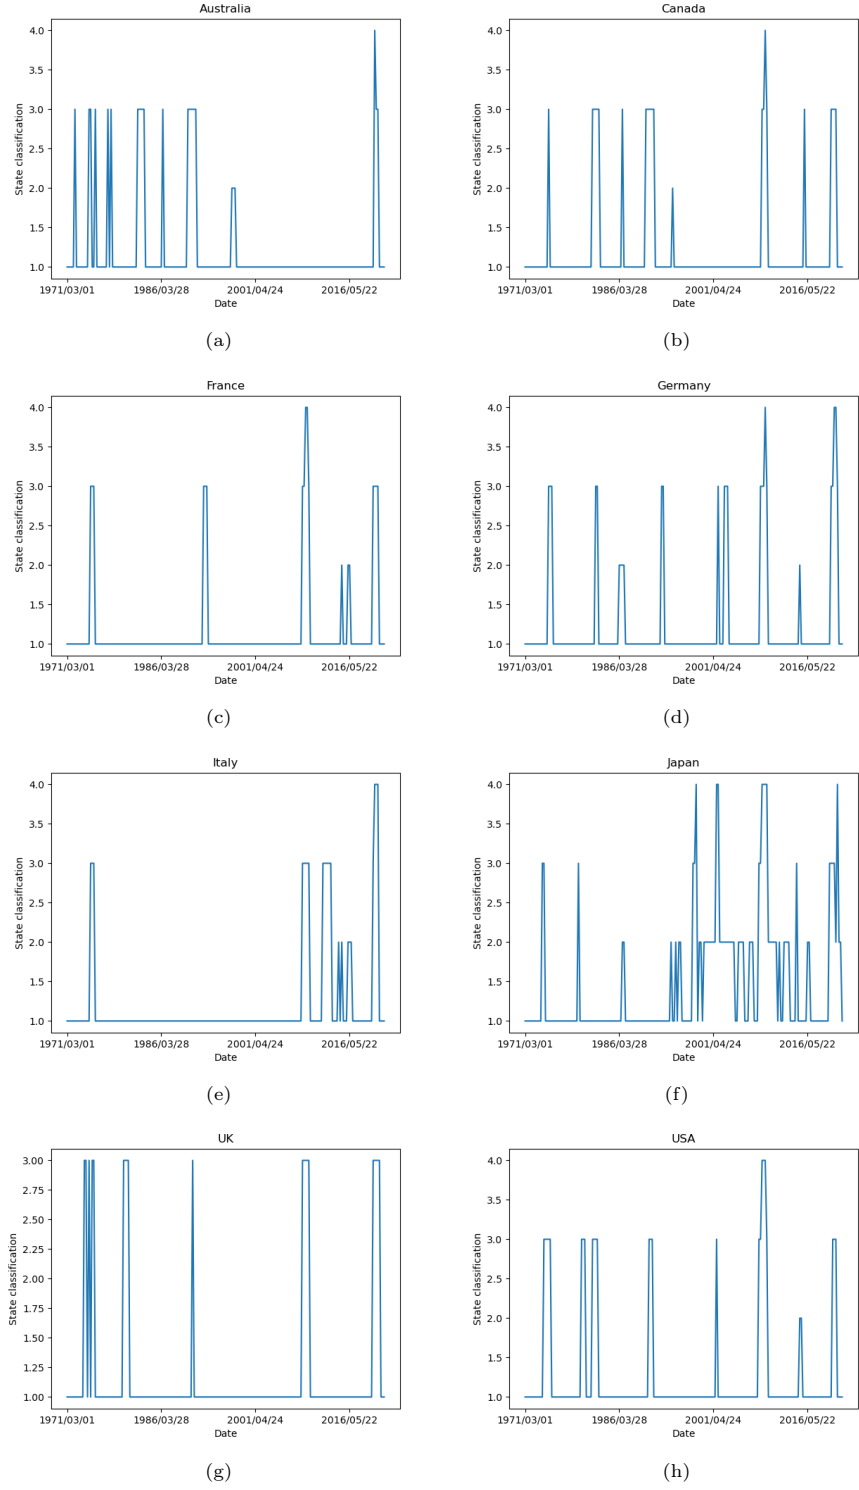 Australia
State classification
4.0
3.5
3.0
2.5
2.0
1.5
1.0
1971/03/01 1986/03/28 2001/04/24 2016/05/22
Date
(a)
Canada
State classification
4.0
3.5
3.0
2.5
2.0
1.5
1.0
1971/03/01 1986/03/28 2001/04/24 2016/05/22
Date
(b)
France
State classification
4.0
3.5
3.0
2.5
2.0
1.5
1.0
1971/03/01 1986/03/28 2001/04/24 2016/05/22
Date
(c)
Germany
State classification
4.0
3.5
3.0
2.5
2.0
1.5
1.0
1971/03/01 1986/03/28 2001/04/24 2016/05/22
Date
(d)
Italy
State classification
4.0
3.5
3.0
2.5
2.0
1.5
1.0
1971/03/01 1986/03/28 2001/04/24 2016/05/22
Date
(e)
Japan
State classification
4.0
3.5
3.0
2.5
2.0
1.5
1.0
1971/03/01 1986/03/28 2001/04/24 2016/05/22
Date
(f)
UK
State classification
3.00
2.75
2.50
2.25
2.00
1.75
1.50
1.25
1.00
1971/03/01 1986/03/28 2001/04/24 2016/05/22
Date
(g)
USA
State classification
4.0
3.5
3.0
2.5
2.0
1.5
1.0
1971/03/01 1986/03/28 2001/04/24 2016/05/22
Date
(h)